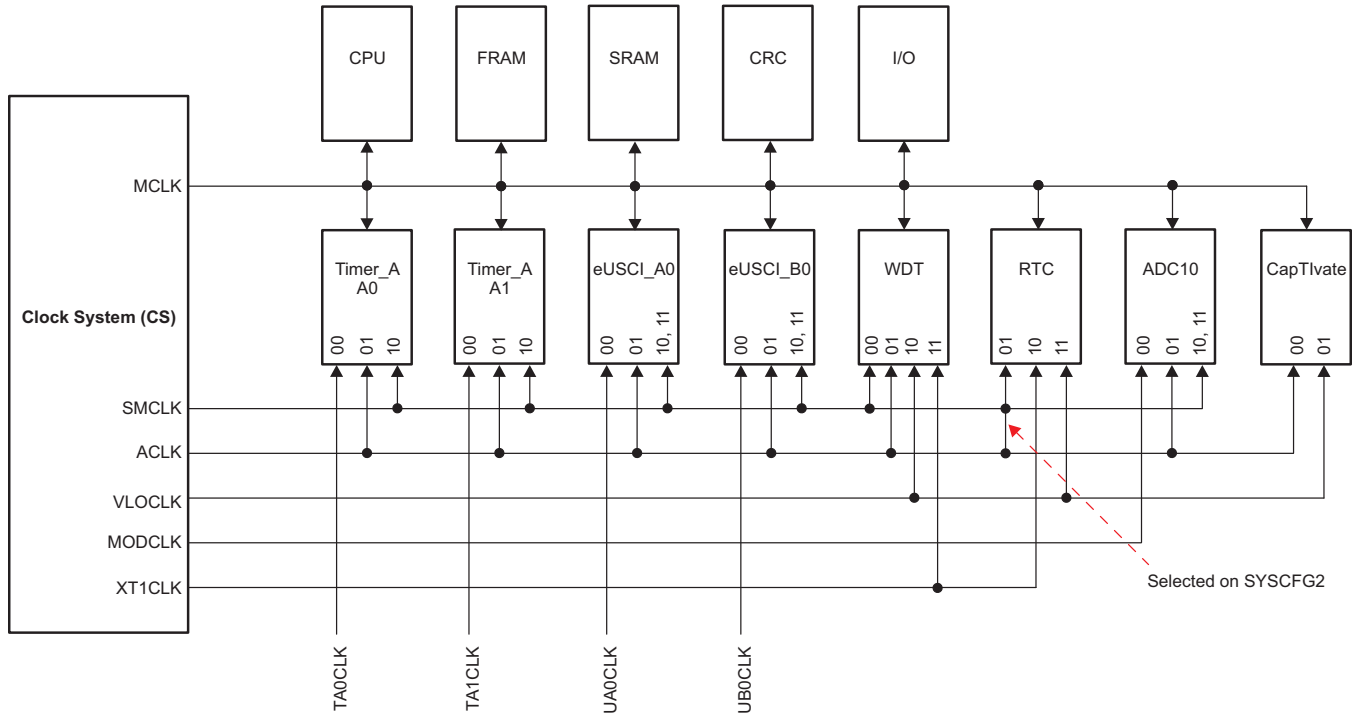 CPU
FRAM
SRAM
CRC
I/O
Clock System (CS)
MCLK
Timer_A
A0
Timer_A
A1
eUSCI_A0
eUSCI_B0
WDT
RTC
ADC10
CapTIvate
00
01
10
00
01
10
00
01
10, 11
00
01
10, 11
00
01
10
11
01
10
11
00
01
10, 11
00
01
SMCLK
ACLK
VLOCLK
MODCLK
XT1CLK
Selected on SYSCFG2
TA0CLK
TA1CLK
UA0CLK
UB0CLK